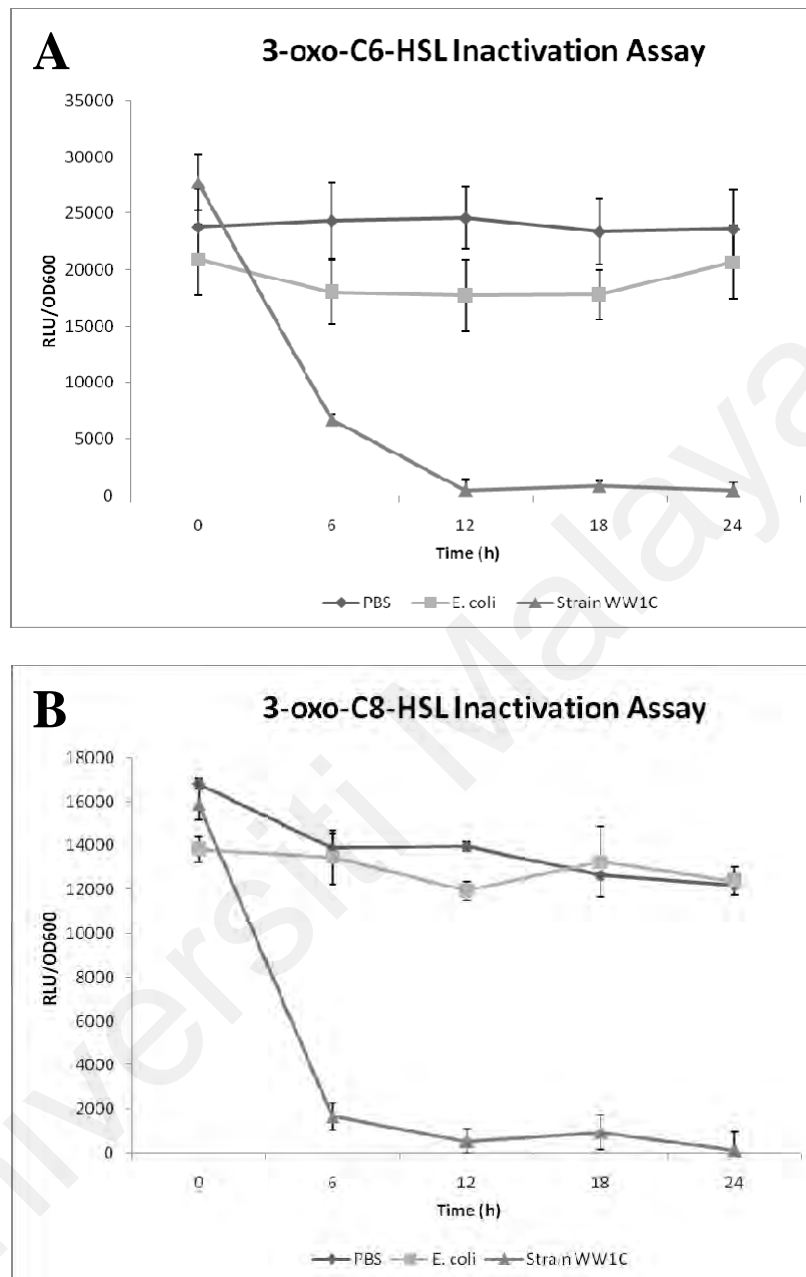 A
3-oxo-C6-HSL Inactivation Assay
35000
30000
25000
20000
15000
10000
5000
0
RLU/OD600
0 6 12 18 24
Time (h)
PBS E. coli Strain WW1C
B
3-oxo-C8-HSL Inactivation Assay
18000
16000
14000
12000
10000
8000
6000
4000
2000
0
RLU/OD600
0 6 12 18 24
Time (h)
PBS E. coli Strain WW1C
niversiti Malaya